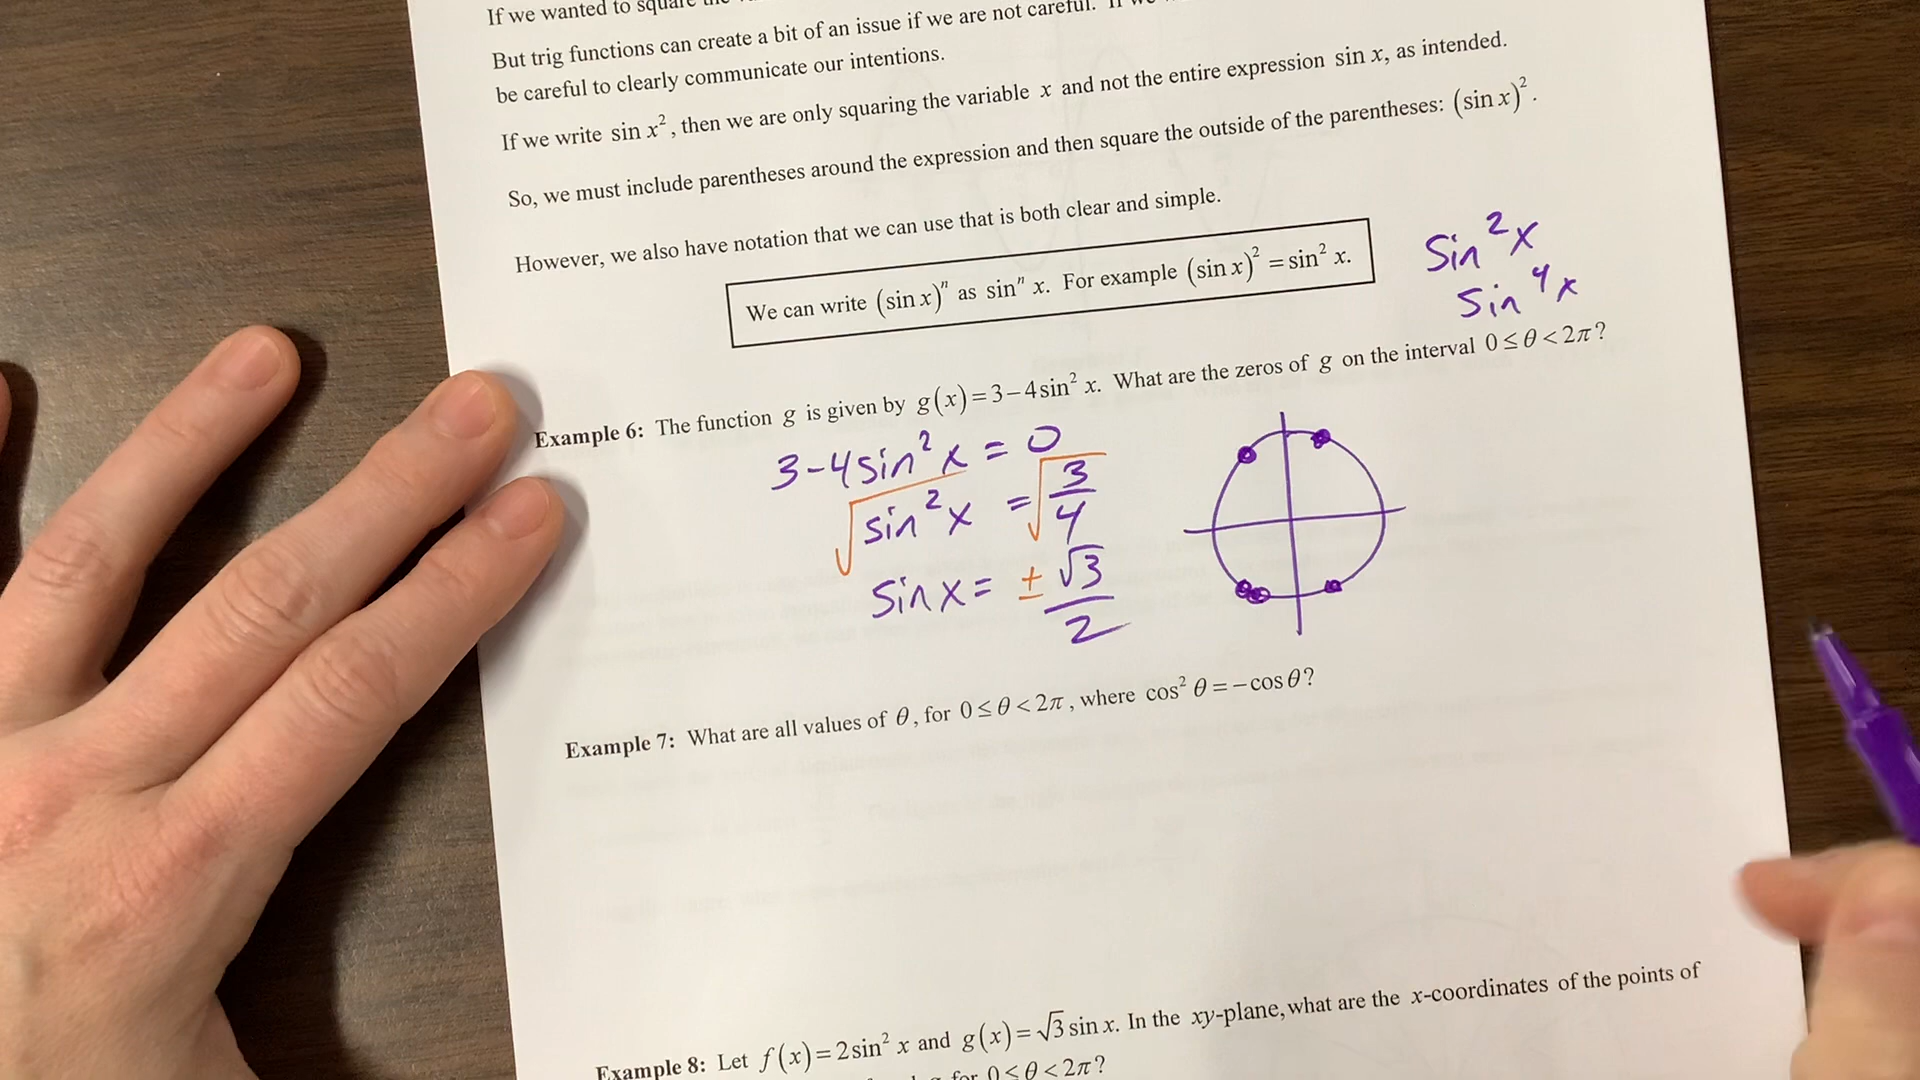 If we wanted to square the
But trig functions can create a bit of an issue if we are not careful. If we
be careful to clearly communicate our intentions.
If we write sin x², then we are only squaring the variable x and not the entire expression sin x, as intended.
So, we must include parentheses around the expression and then square the outside of the parentheses: (sin x)².
However, we also have notation that we can use that is both clear and simple.
We can write (sin x)ⁿ as sinⁿ x. For example (sin x)² = sin² x.
sin²x
sin⁴x
Example 6: The function g is given by g(x) = 3 − 4 sin² x. What are the zeros of g on the interval 0 ≤ θ < 2π?
3 − 4sin²x = 0
√(sin²x) = √(3/4)
sin x = ± √3/2
Example 7: What are all values of θ, for 0 ≤ θ < 2π, where cos² θ = −cos θ?
Example 8: Let f(x) = 2 sin² x and g(x) = √3 sin x. In the xy-plane, what are the x-coordinates of the points of
for 0 ≤ θ < 2π?